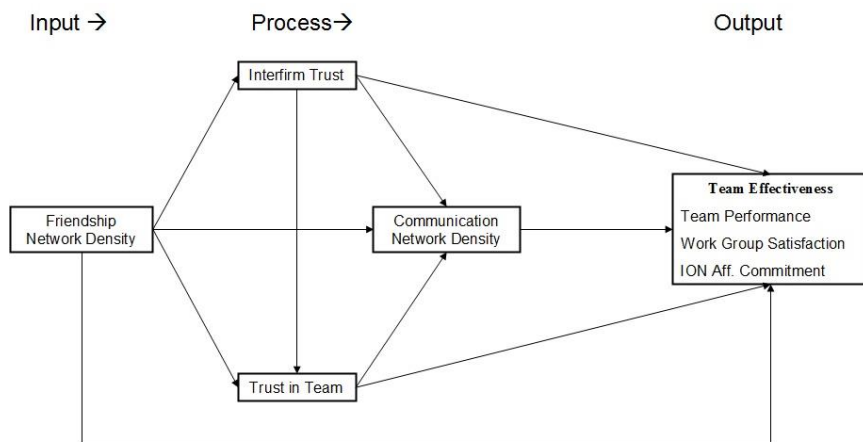 Input → Process→ Output
Interfirm Trust
Friendship
Network Density
Communication
Network Density
Team Effectiveness
Team Performance
Work Group Satisfaction
ION Aff. Commitment
Trust in Team